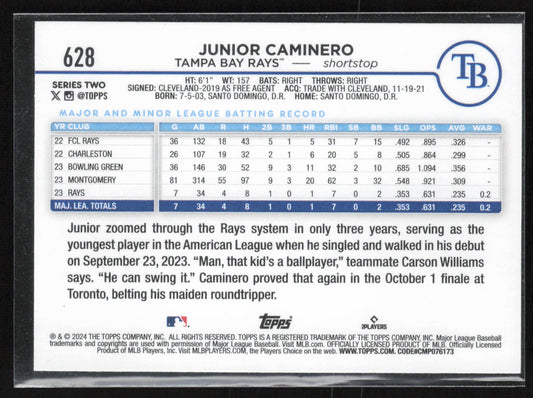 628
JUNIOR CAMINERO
TAMPA BAY RAYS — shortstop
TB
SERIES TWO
@TOPPS
HT: 6'1" WT: 157 BATS: RIGHT THROWS: RIGHT
SIGNED: CLEVELAND-2019 AS FREE AGENT ACQ: TRADE WITH CLEVELAND, 11-19-21
BORN: 7-5-03, SANTO DOMINGO, D.R. HOME: SANTO DOMINGO, D.R.
MAJOR AND MINOR LEAGUE BATTING RECORD
YR CLUB G AB R H 2B 3B HR RBI SB BB SLG OPS AVG WAR
22 FCL RAYS 36 132 18 43 5 1 5 31 7 15 .492 .895 .326 -
22 CHARLESTON 26 107 19 32 2 1 6 20 5 8 .505 .864 .299 -
23 BOWLING GREEN 36 146 30 52 9 3 11 32 2 10 .685 1.094 .356 -
23 MONTGOMERY 81 314 55 97 9 3 20 62 3 32 .548 .921 .309 -
23 RAYS 7 34 4 8 1 0 1 7 0 2 .353 .631 .235 0.2
MAJ. LEA. TOTALS 7 34 4 8 1 0 1 7 0 2 .353 .631 .235 0.2
Junior zoomed through the Rays system in only three years, serving as the
youngest player in the American League when he singled and walked in his debut
on September 23, 2023. “Man, that kid’s a ballplayer,” teammate Carson Williams
says. “He can swing it.” Caminero proved that again in the October 1 finale at
Toronto, belting his maiden roundtripper.
topps
PLAYERS
® & © 2024 THE TOPPS COMPANY, INC. ALL RIGHTS RESERVED. TOPPS IS A REGISTERED TRADEMARK OF THE TOPPS COMPANY, INC. Major League Baseball
trademarks and copyrights are used with permission of Major League Baseball. Visit MLB.com. OFFICIALLY LICENSED PRODUCT OF MLB PLAYERS, INC. Officially Licensed
Product of MLB Players, Inc. Visit MLBPLAYERS.com, the Players Choice on the web. WWW.TOPPS.COM. CODE#CMP076173